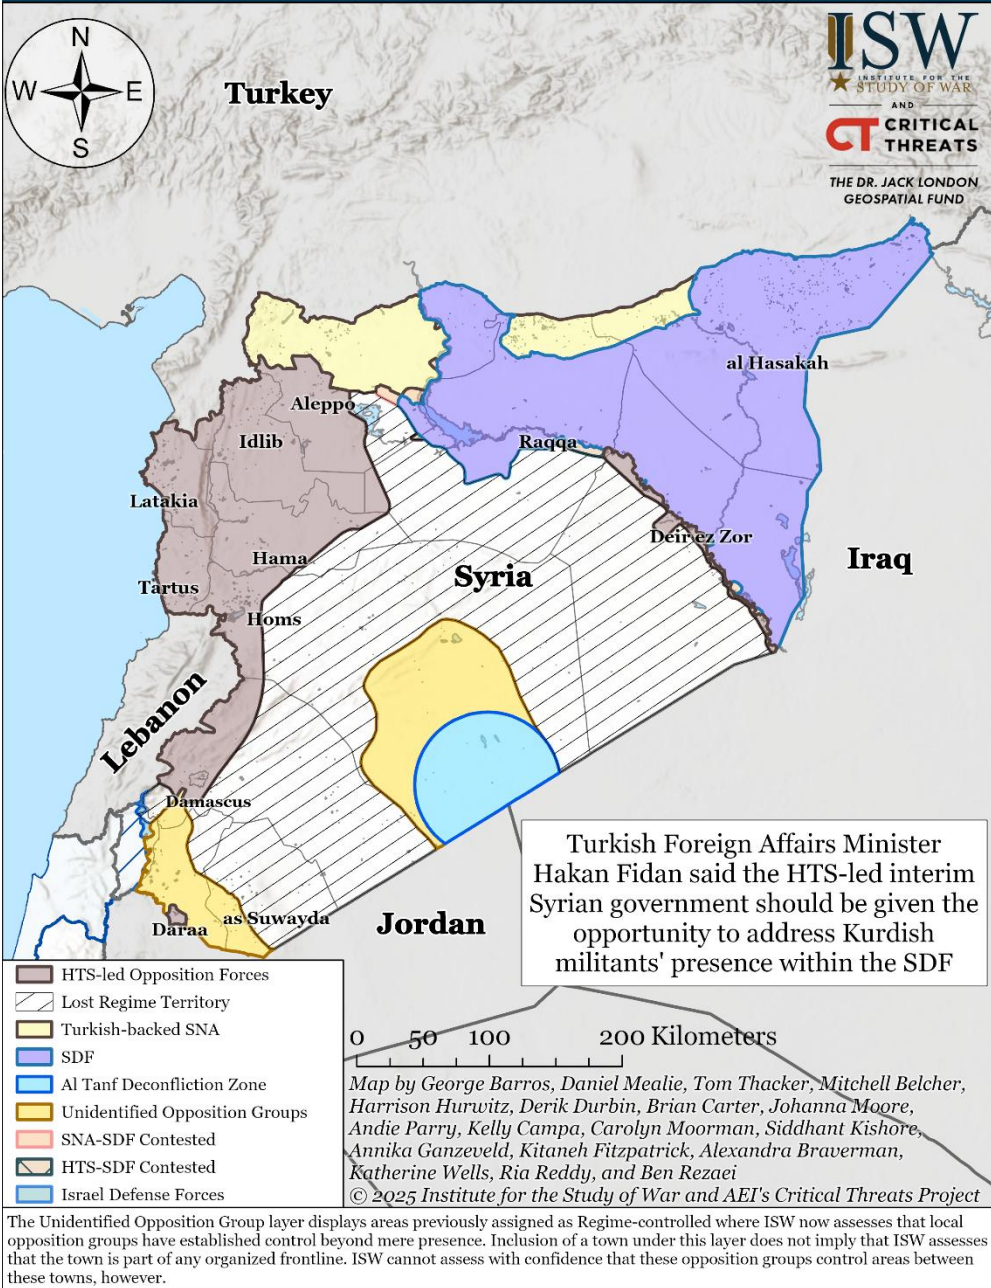 N
W
E
S
ISW
INSTITUTE FOR THE
STUDY OF WAR
AND
CT CRITICAL
THREATS
THE DR. JACK LONDON
GEOSPATIAL FUND
Turkey
al Hasakah
Aleppo
Idlib
Raqqa
Latakia
Deir ez Zor
Hama
Iraq
Syria
Tartus
Homs
Lebanon
Damascus
Daraa
as Suwayda
Jordan
Turkish Foreign Affairs Minister
Hakan Fidan said the HTS-led interim
Syrian government should be given the
opportunity to address Kurdish
militants' presence within the SDF
HTS-led Opposition Forces
Lost Regime Territory
Turkish-backed SNA
SDF
Al Tanf Deconfliction Zone
Unidentified Opposition Groups
SNA-SDF Contested
HTS-SDF Contested
Israel Defense Forces
0 50 100 200 Kilometers
Map by George Barros, Daniel Mealie, Tom Thacker, Mitchell Belcher,
Harrison Hurwitz, Derik Durbin, Brian Carter, Johanna Moore,
Andie Parry, Kelly Campa, Carolyn Moorman, Siddhant Kishore,
Annika Ganzeveld, Kitaneh Fitzpatrick, Alexandra Braverman,
Katherine Wells, Ria Reddy, and Ben Rezaei
© 2025 Institute for the Study of War and AEI's Critical Threats Project
The Unidentified Opposition Group layer displays areas previously assigned as Regime-controlled where ISW now assesses that local
opposition groups have established control beyond mere presence. Inclusion of a town under this layer does not imply that ISW assesses
that the town is part of any organized frontline. ISW cannot assess with confidence that these opposition groups control areas between
these towns, however.